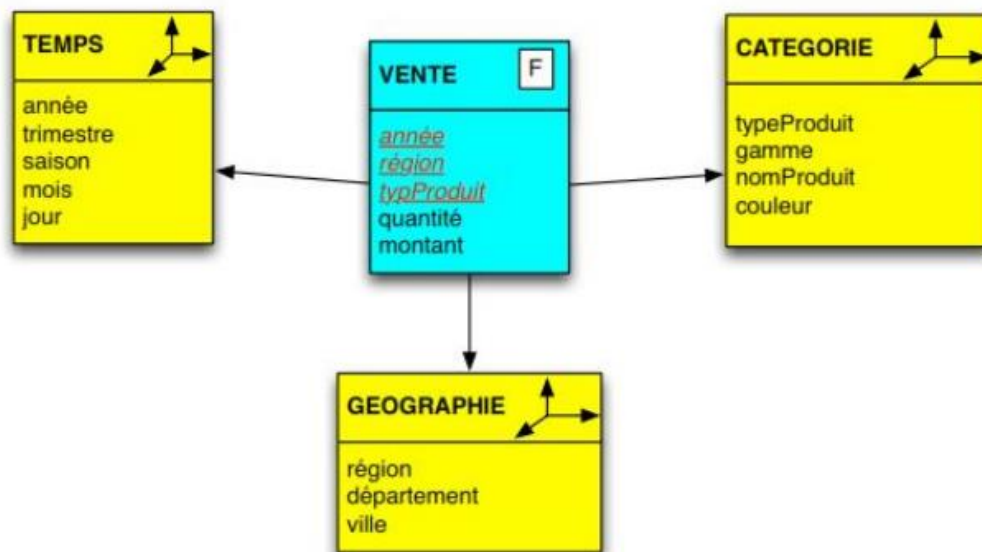 TEMPS
année
trimestre
saison
mois
jour
VENTE
F
année
région
typProduit
quantité
montant
CATEGORIE
typeProduit
gamme
nomProduit
couleur
GEOGRAPHIE
région
département
ville